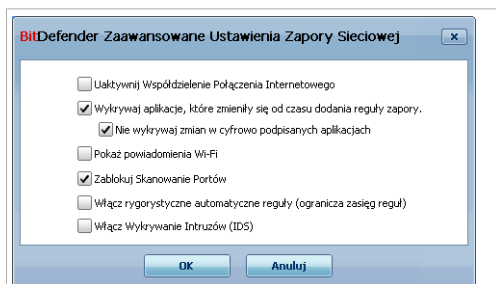 BitDefender Zaawansowane Ustawienia Zapory Sieciowej
x
Uaktywnij Współdzielenie Połączenia Internetowego
Wykrywaj aplikacje, które zmieniły się od czasu dodania reguły zapory.
Nie wykrywaj zmian w cyfrowo podpisanych aplikacjach
Pokaż powiadomienia Wi-Fi
Zablokuj Skanowanie Portów
Włącz rygorystyczne automatyczne reguły (ogranicza zasięg reguł)
Włącz Wykrywanie Intruzów (IDS)
OK Anuluj